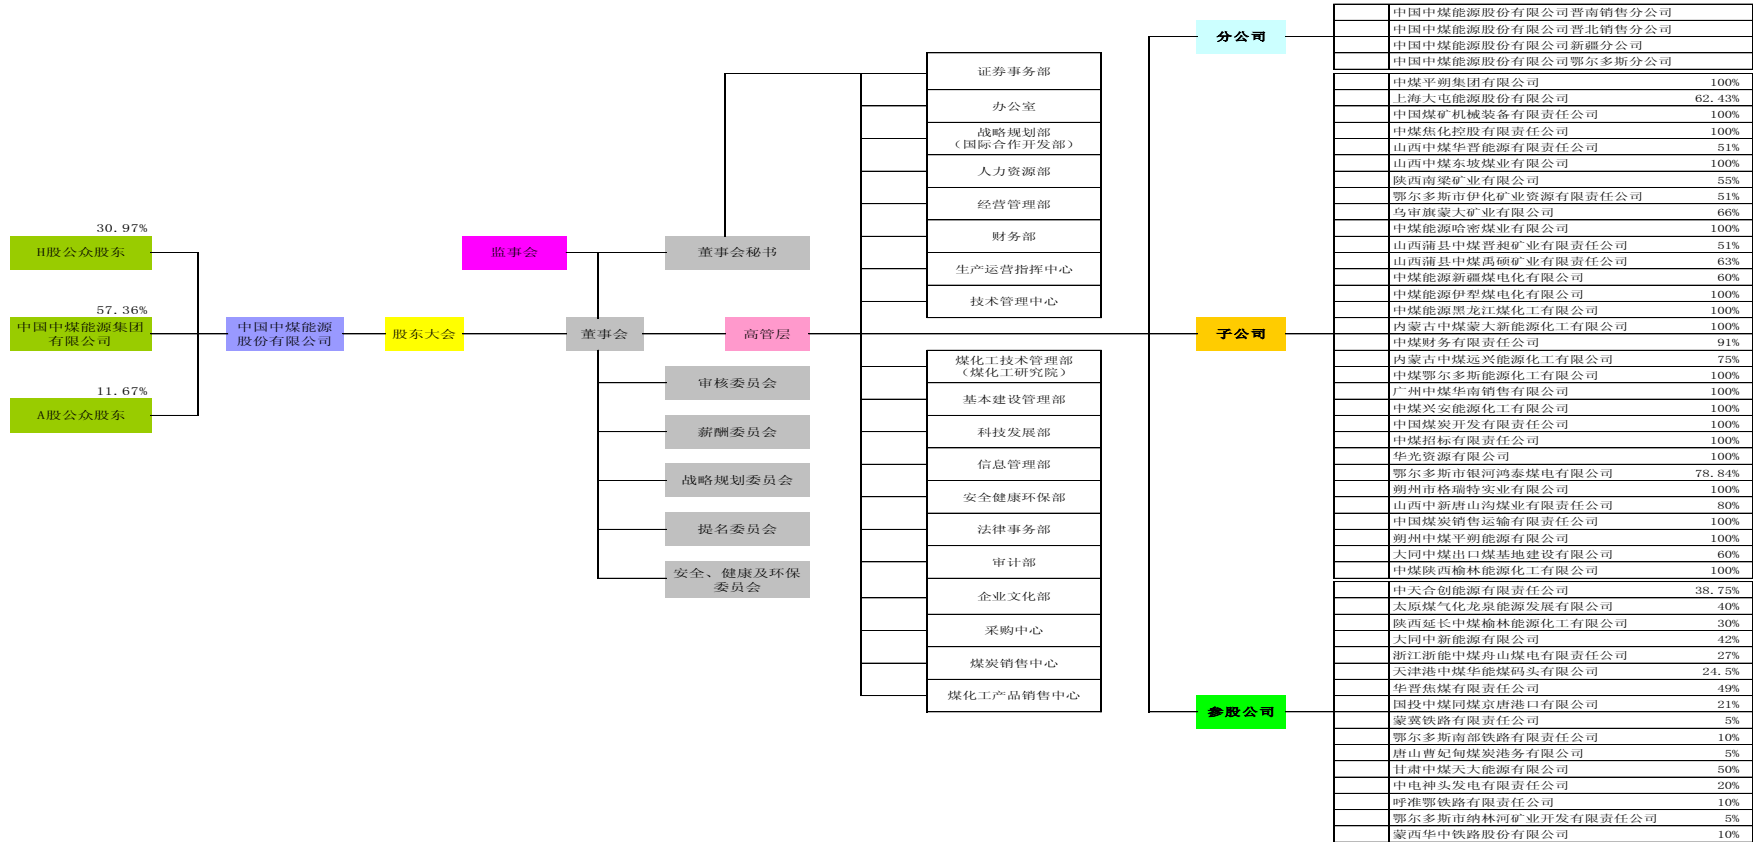 30.97%
H股公众股东
57.36%
中国中煤能源集团
有限公司
11.67%
A股公众股东
中国中煤能源
股份有限公司
股东大会
监事会
董事会
董事会秘书
高管层
审核委员会
薪酬委员会
战略规划委员会
提名委员会
安全、健康及环保
委员会
证券事务部
办公室
战略规划部
（国际合作开发部）
人力资源部
经营管理部
财务部
生产运营指挥中心
技术管理中心
煤化工技术管理部
（煤化工研究院）
基本建设管理部
科技发展部
信息管理部
安全健康环保部
法律事务部
审计部
企业文化部
采购中心
煤炭销售中心
煤化工产品销售中心
分公司
中国中煤能源股份有限公司晋南销售分公司
中国中煤能源股份有限公司晋北销售分公司
中国中煤能源股份有限公司新疆分公司
中国中煤能源股份有限公司鄂尔多斯分公司
子公司
中煤平朔集团有限公司 100%
上海大屯能源股份有限公司 62.43%
中国煤矿机械装备有限责任公司 100%
中煤焦化控股有限责任公司 100%
山西中煤华晋能源有限责任公司 51%
山西中煤东坡煤业有限公司 100%
陕西南梁矿业有限公司 55%
鄂尔多斯市伊化矿业资源有限责任公司 51%
乌审旗蒙大矿业有限公司 66%
中煤能源哈密煤业有限公司 100%
山西蒲县中煤晋昶矿业有限责任公司 51%
山西蒲县中煤禹硕矿业有限责任公司 63%
中煤能源新疆煤电化有限公司 60%
中煤能源伊犁煤电化有限公司 100%
中煤能源黑龙江煤化工有限公司 100%
内蒙古中煤蒙大新能源化工有限公司 100%
中煤财务有限责任公司 91%
内蒙古中煤远兴能源化工有限公司 75%
中煤鄂尔多斯能源化工有限公司 100%
广州中煤华南销售有限公司 100%
中煤兴安能源化工有限公司 100%
中国煤炭开发有限责任公司 100%
中煤招标有限责任公司 100%
华光资源有限公司 100%
鄂尔多斯市银河鸿泰煤电有限公司 78.84%
朔州市格瑞特实业有限公司 100%
山西中新唐山沟煤业有限责任公司 80%
中国煤炭销售运输有限责任公司 100%
朔州中煤平朔能源有限公司 100%
大同中煤出口煤基地建设有限公司 60%
中煤陕西榆林能源化工有限公司 100%
参股公司
中天合创能源有限责任公司 38.75%
太原煤气化龙泉能源发展有限公司 40%
陕西延长中煤榆林能源化工有限公司 30%
大同中新能源有限公司 42%
浙江浙能中煤舟山煤电有限责任公司 27%
天津港中煤华能煤码头有限公司 24.5%
华晋焦煤有限责任公司 49%
国投中煤同煤京唐港口有限公司 21%
蒙冀铁路有限责任公司 5%
鄂尔多斯南部铁路有限责任公司 10%
唐山曹妃甸煤炭港务有限公司 5%
甘肃中煤天大能源有限公司 50%
中电神头发电有限责任公司 20%
呼准鄂铁路有限责任公司 10%
鄂尔多斯市纳林河矿业开发有限责任公司 5%
蒙西华中铁路股份有限公司 10%